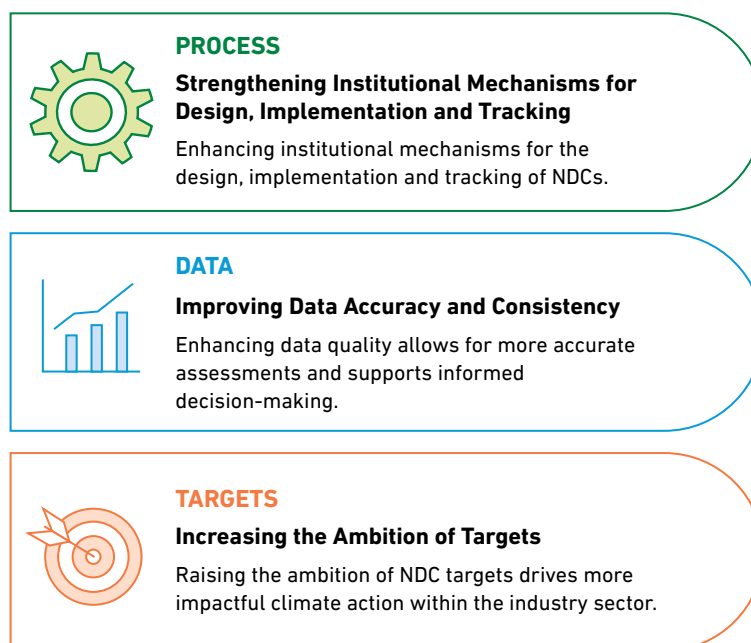 PROCESS
Strengthening Institutional Mechanisms for
Design, Implementation and Tracking
Enhancing institutional mechanisms for the
design, implementation and tracking of NDCs.
DATA
Improving Data Accuracy and Consistency
Enhancing data quality allows for more accurate
assessments and supports informed
decision-making.
TARGETS
Increasing the Ambition of Targets
Raising the ambition of NDC targets drives more
impactful climate action within the industry sector.